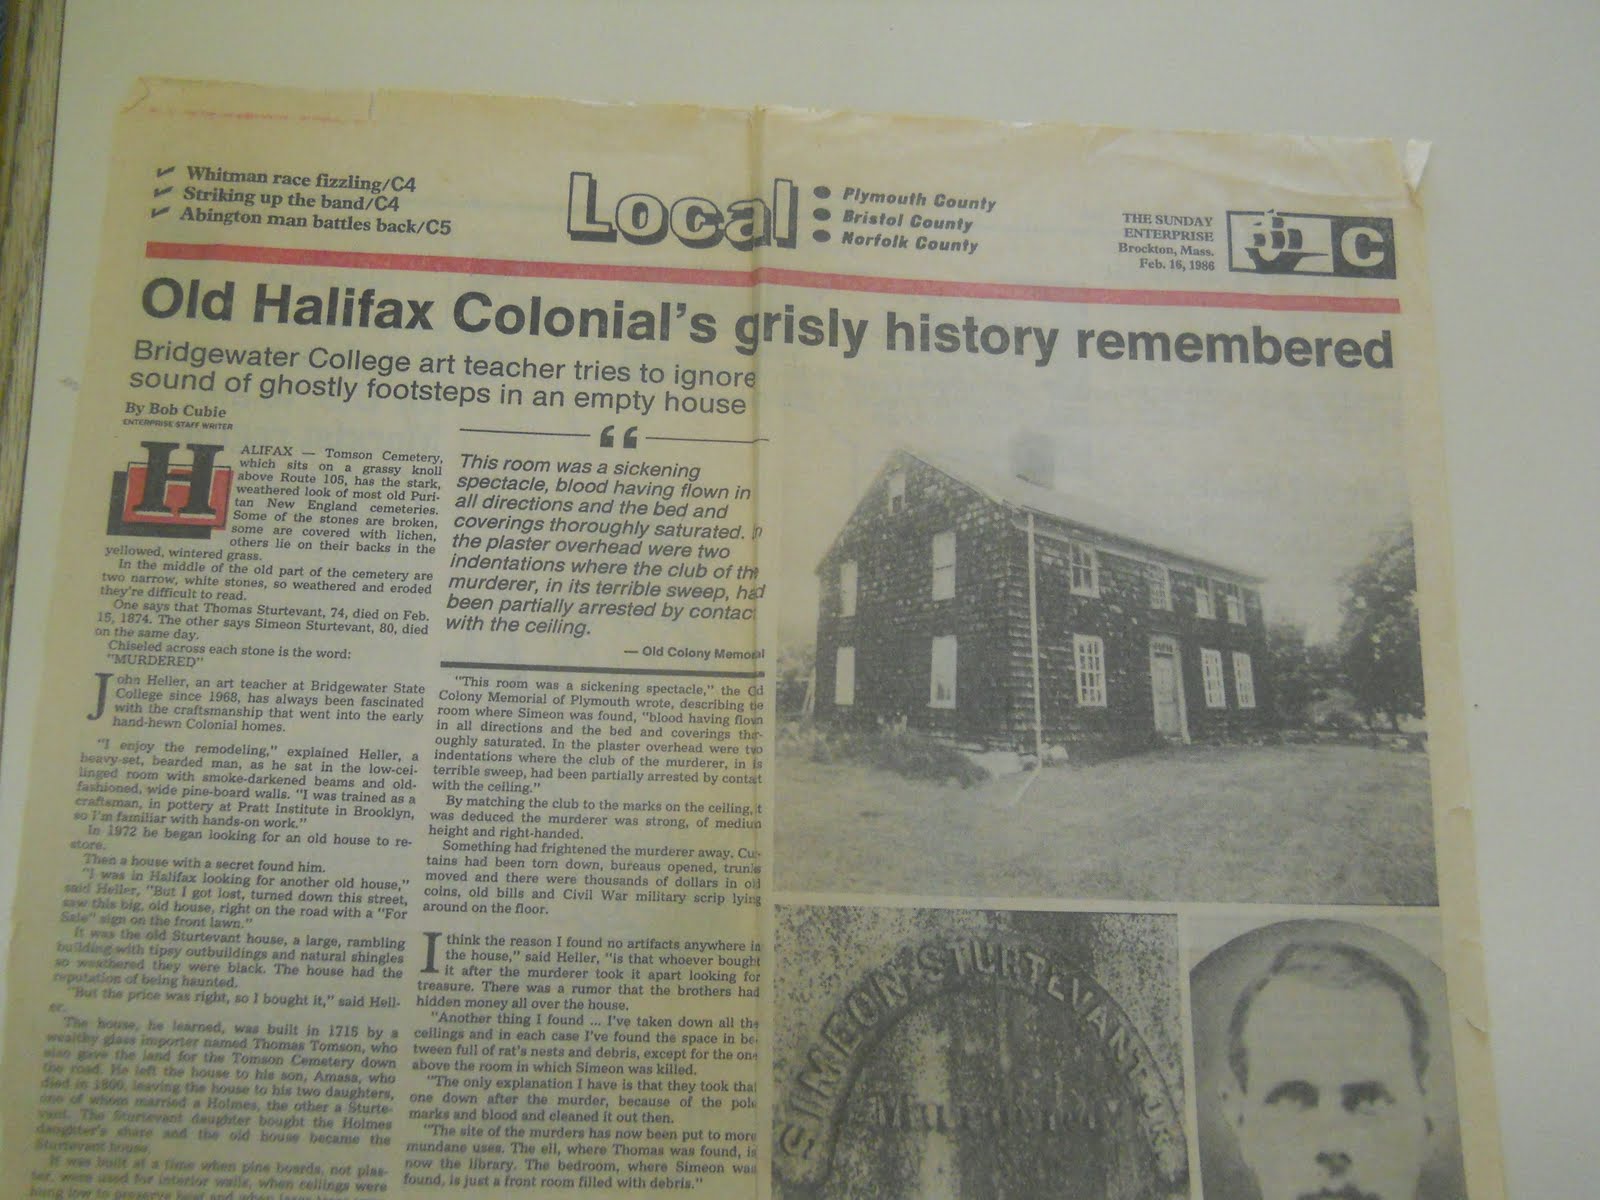 Whitman race fizzling/C4
Striking up the band/C4
Abington man battles back/C5
Local
Plymouth County
Bristol County
Norfolk County
THE SUNDAY
ENTERPRISE
Brockton, Mass.
Feb. 16, 1986
C
Old Halifax Colonial's grisly history remembered
Bridgewater College art teacher tries to ignore
sound of ghostly footsteps in an empty house
By Bob Cubie
ENTERPRISE STAFF WRITER
HALIFAX — Tomson Cemetery,
which sits on a grassy knoll
above Route 105, has the stark,
weathered look of most old Puri-
tan New England cemeteries.
Some of the stones are broken,
some are covered with lichen,
others lie on their backs in the
yellowed, wintered grass.
In the middle of the old part of the cemetery are
two narrow, white stones, so weathered and eroded
they're difficult to read.
One says that Thomas Sturtevant, 74, died on Feb.
15, 1874. The other says Simeon Sturtevant, 80, died
on the same day.
Chiseled across each stone is the word:
"MURDERED"
John Heller, an art teacher at Bridgewater State
College since 1968, has always been fascinated
with the craftsmanship that went into the early
hand-hewn Colonial homes.
"I enjoy the remodeling," explained Heller, a
heavy-set, bearded man, as he sat in the low-cei-
linged room with smoke-darkened beams and old-
fashioned, wide pine-board walls. "I was trained as a
craftsman, in pottery at Pratt Institute in Brooklyn,
so I'm familiar with hands-on work."
In 1972 he began looking for an old house to re-
store.
Then a house with a secret found him.
"I was in Halifax looking for another old house,"
said Heller, "But I got lost, turned down this street,
saw this big, old house, right on the road with a "For
Sale" sign on the front lawn."
It was the old Sturtevant house, a large, rambling
building with tipsy outbuildings and natural shingles
so weathered they were black. The house had the
reputation of being haunted.
"But the price was right, so I bought it," said Hell-
er.
The house, he learned, was built in 1715 by a
wealthy glass importer named Thomas Tomson, who
also gave the land for the Tomson Cemetery down
the road. He left the house to his son, Amasa, who
died in 1800, leaving the house to his two daughters,
one of whom married a Holmes, the other a Sturte-
vant. The Sturtevant daughter bought the Holmes
daughter's share and the old house became the
Sturtevant house.
It was built at a time when pine boards, not plas-
ter, were used for interior walls, when ceilings were
hung low to preserve heat and when
"
This room was a sickening
spectacle, blood having flown in
all directions and the bed and
coverings thoroughly saturated. In
the plaster overhead were two
indentations where the club of the
murderer, in its terrible sweep, had
been partially arrested by contac
with the ceiling.
— Old Colony Memorial
"This room was a sickening spectacle," the Old
Colony Memorial of Plymouth wrote, describing the
room where Simeon was found, "blood having flown
in all directions and the bed and coverings thor-
oughly saturated. In the plaster overhead were two
indentations where the club of the murderer, in is
terrible sweep, had been partially arrested by contact
with the ceiling."
By matching the club to the marks on the ceiling, it
was deduced the murderer was strong, of medium
height and right-handed.
Something had frightened the murderer away. Cur-
tains had been torn down, bureaus opened, trunks
moved and there were thousands of dollars in old
coins, old bills and Civil War military scrip lying
around on the floor.
I think the reason I found no artifacts anywhere in
the house," said Heller, "is that whoever bought
it after the murderer took it apart looking for
treasure. There was a rumor that the brothers had
hidden money all over the house.
"Another thing I found ... I've taken down all the
ceilings and in each case I've found the space in be-
tween full of rat's nests and debris, except for the one
above the room in which Simeon was killed.
"The only explanation I have is that they took that
one down after the murder, because of the pole
marks and blood and cleaned it out then.
"The site of the murders has now been put to more
mundane uses. The ell, where Thomas was found, is
now the library. The bedroom, where Simeon was
found, is just a front room filled with debris."
SIMEON STURTEVANT JR.
Murdered